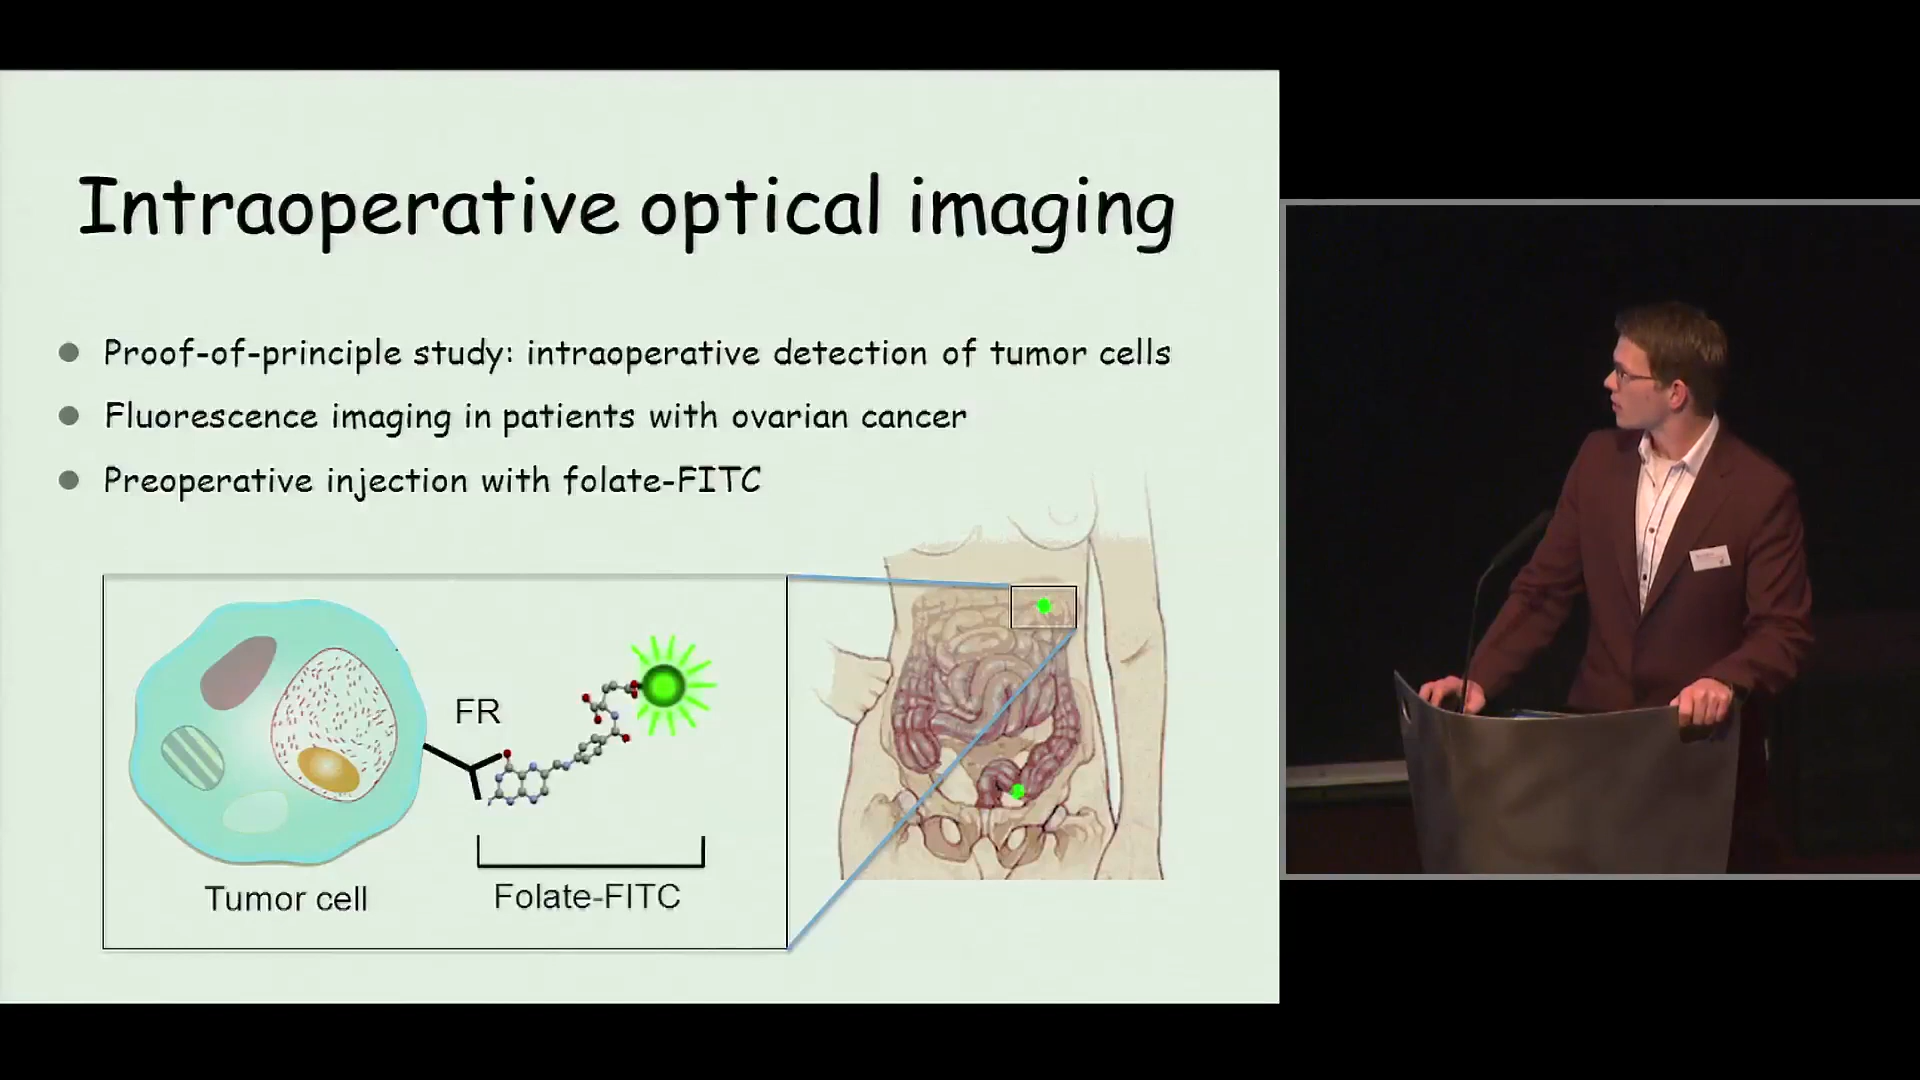 Intraoperative optical imaging
Proof-of-principle study: intraoperative detection of tumor cells
Fluorescence imaging in patients with ovarian cancer
Preoperative injection with folate-FITC
FR
Tumor cell
Folate-FITC